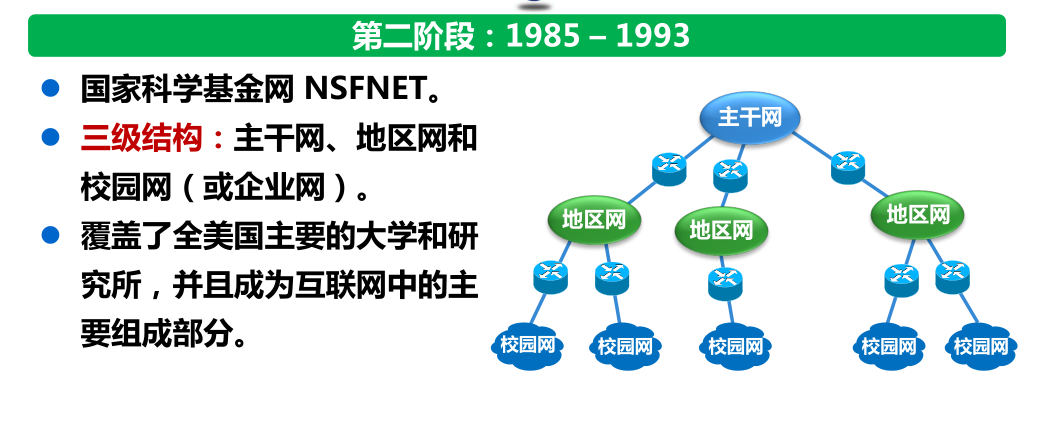 第二阶段：1985 – 1993
国家科学基金网 NSFNET。
三级结构：主干网、地区网和
校园网（或企业网）。
覆盖了全美国主要的大学和研
究所，并且成为互联网中的主
要组成部分。
主干网
地区网
地区网
地区网
校园网
校园网
校园网
校园网
校园网